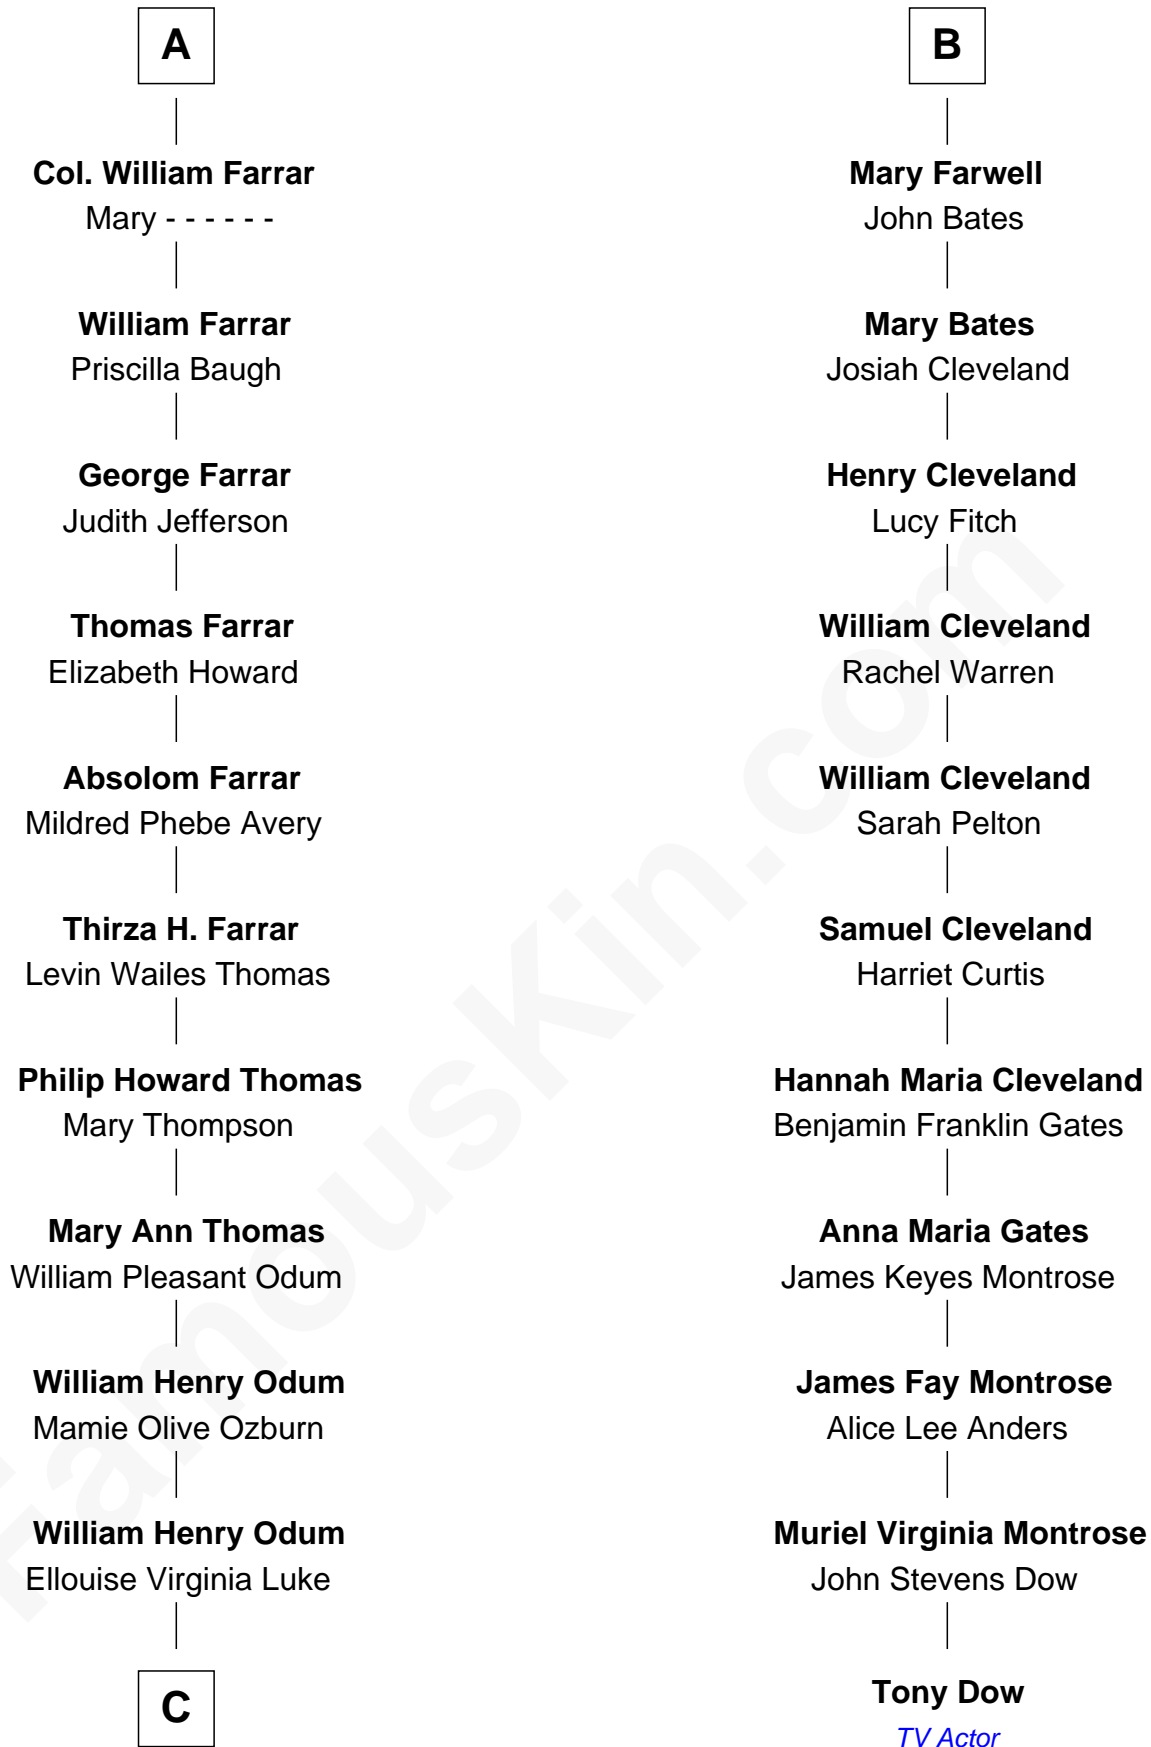 A
Col. William Farrar
Mary - - - - - -
William Farrar
Priscilla Baugh
George Farrar
Judith Jefferson
Thomas Farrar
Elizabeth Howard
Absolom Farrar
Mildred Phebe Avery
Thirza H. Farrar
Levin Wailes Thomas
Philip Howard Thomas
Mary Thompson
Mary Ann Thomas
William Pleasant Odum
William Henry Odum
Mamie Olive Ozburn
William Henry Odum
Ellouise Virginia Luke
C
B
Mary Farwell
John Bates
Mary Bates
Josiah Cleveland
Henry Cleveland
Lucy Fitch
William Cleveland
Rachel Warren
William Cleveland
Sarah Pelton
Samuel Cleveland
Harriet Curtis
Hannah Maria Cleveland
Benjamin Franklin Gates
Anna Maria Gates
James Keyes Montrose
James Fay Montrose
Alice Lee Anders
Muriel Virginia Montrose
John Stevens Dow
Tony Dow
TV Actor
FamousKin.com